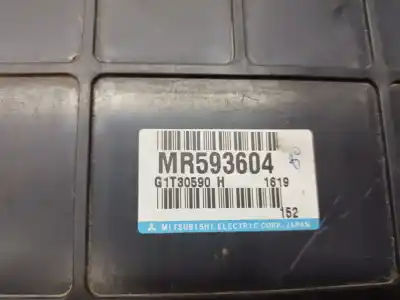 MR593604
G1T30590 H 1619
152
MITSUBISHI ELECTRIC CORP. JAPAN